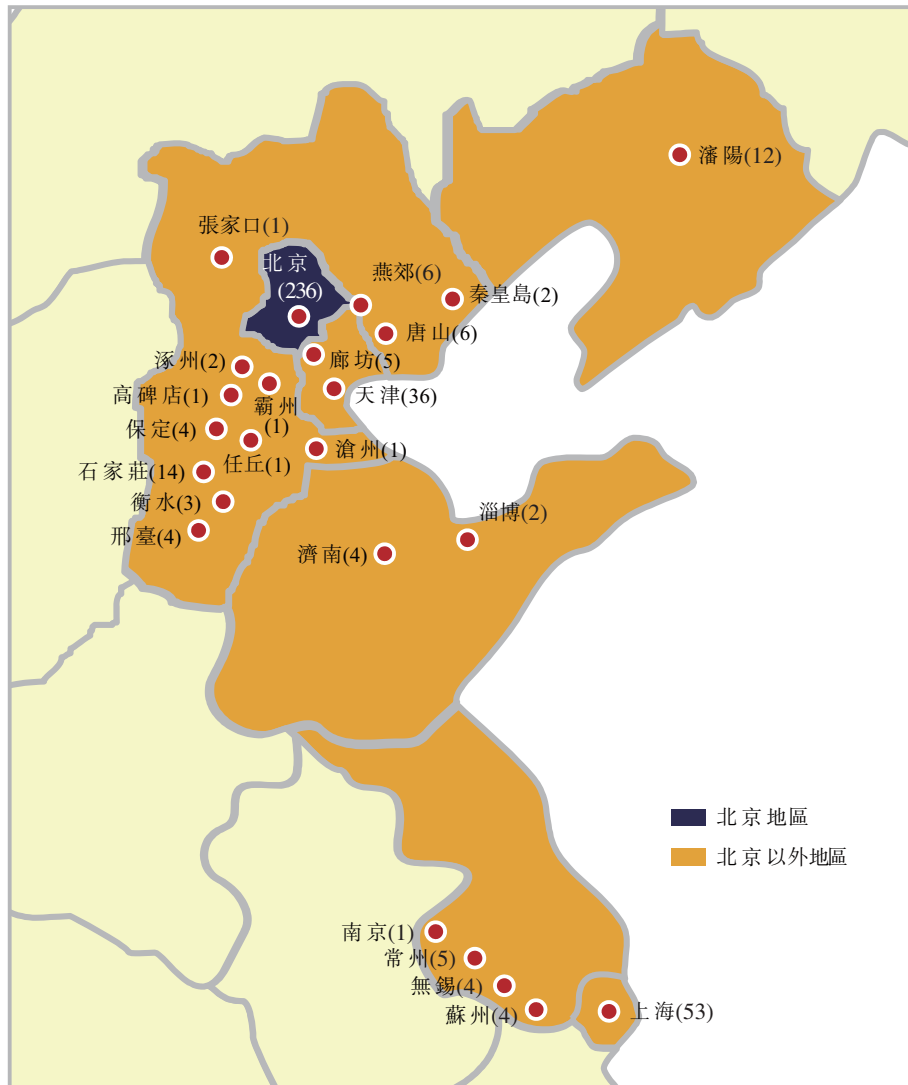 瀋陽(12)
張家口(1)
北京
(236)
燕郊(6)
秦皇島(2)
唐山(6)
涿州(2)
廊坊(5)
高碑店(1)
霸州
(1)
天津(36)
保定(4)
任丘(1)
滄州(1)
石家莊(14)
衡水(3)
邢臺(4)
淄博(2)
濟南(4)
北京地區
北京以外地區
南京(1)
常州(5)
無錫(4)
蘇州(4)
上海(53)